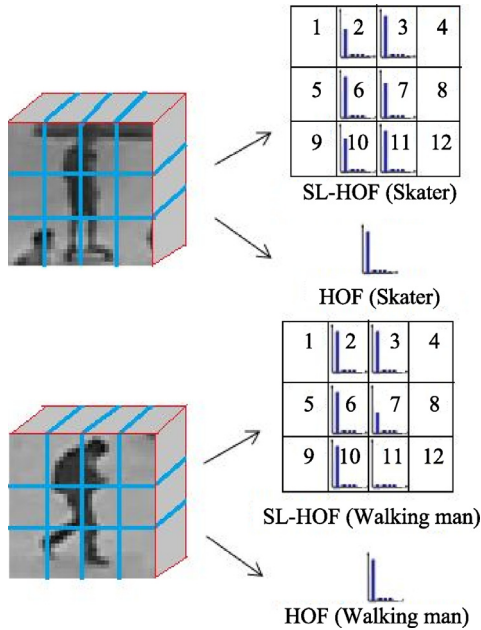 1 2 3 4
5 6 7 8
9 10 11 12
SL-HOF (Skater)
HOF (Skater)
1 2 3 4
5 6 7 8
9 10 11 12
SL-HOF (Walking man)
HOF (Walking man)